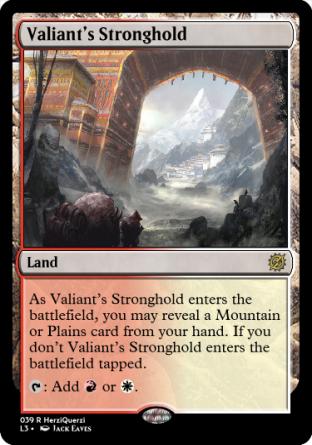 Valiant's Stronghold
Land
As Valiant's Stronghold enters the
battlefield, you may reveal a Mountain
or Plains card from your hand. If you
don't Valiant's Stronghold enters the
battlefield tapped.
: Add or .
039 R HerziQuerzi
L3 • Jack Eaves